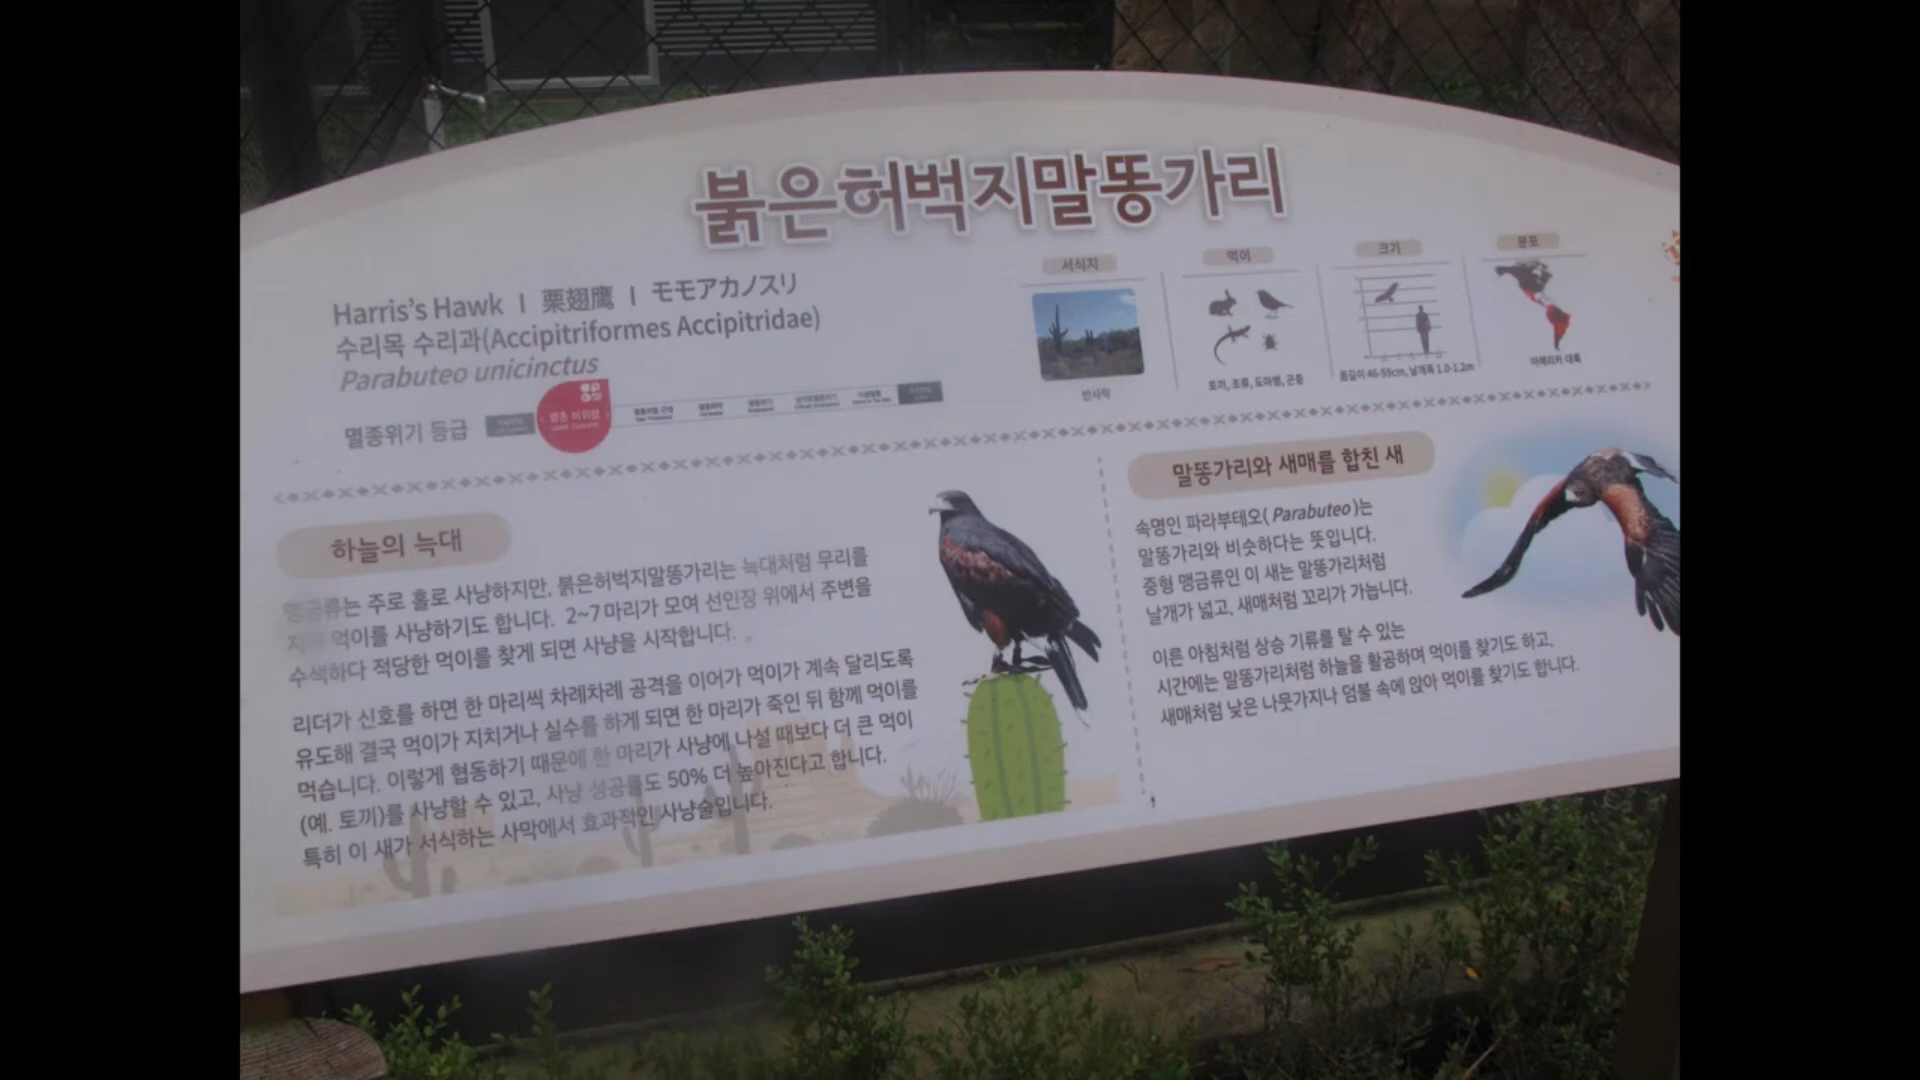 붉은허벅지말똥가리
Harris's Hawk | 栗翅鷹 | モモアカノスリ
수리목 수리과(Accipitriformes Accipitridae)
Parabuteo unicinctus
멸종위기 등급
멸종 비위협
Least Concern
서식지
반사막
먹이
토끼, 조류, 도마뱀, 곤충
크기
몸길이 46-59cm, 날개폭 1.0-1.2m
분포
아메리카 대륙
하늘의 늑대
맹금류는 주로 홀로 사냥하지만, 붉은허벅지말똥가리는 늑대처럼 무리를
먹이를 사냥하기도 합니다. 2~7마리가 모여 선인장 위에서 주변을
수색하다 적당한 먹이를 찾게 되면 사냥을 시작합니다.
리더가 신호를 하면 한 마리씩 차례차례 공격을 이어가 먹이가 계속 달리도록
유도해 결국 먹이가 지치거나 실수를 하게 되면 한 마리가 죽인 뒤 함께 먹이를
먹습니다. 이렇게 협동하기 때문에 한 마리가 사냥에 나설 때보다 더 큰 먹이
(예. 토끼)를 사냥할 수 있고, 사냥 성공률도 50% 더 높아진다고 합니다.
특히 이 새가 서식하는 사막에서 효과적인 사냥술입니다.
말똥가리와 새매를 합친 새
속명인 파라부테오(Parabuteo)는
말똥가리와 비슷하다는 뜻입니다.
중형 맹금류인 이 새는 말똥가리처럼
날개가 넓고, 새매처럼 꼬리가 가늡니다.
이른 아침처럼 상승 기류를 탈 수 있는
시간에는 말똥가리처럼 하늘을 활공하며 먹이를 찾기도 하고,
새매처럼 낮은 나뭇가지나 덤불 속에 앉아 먹이를 찾기도 합니다.